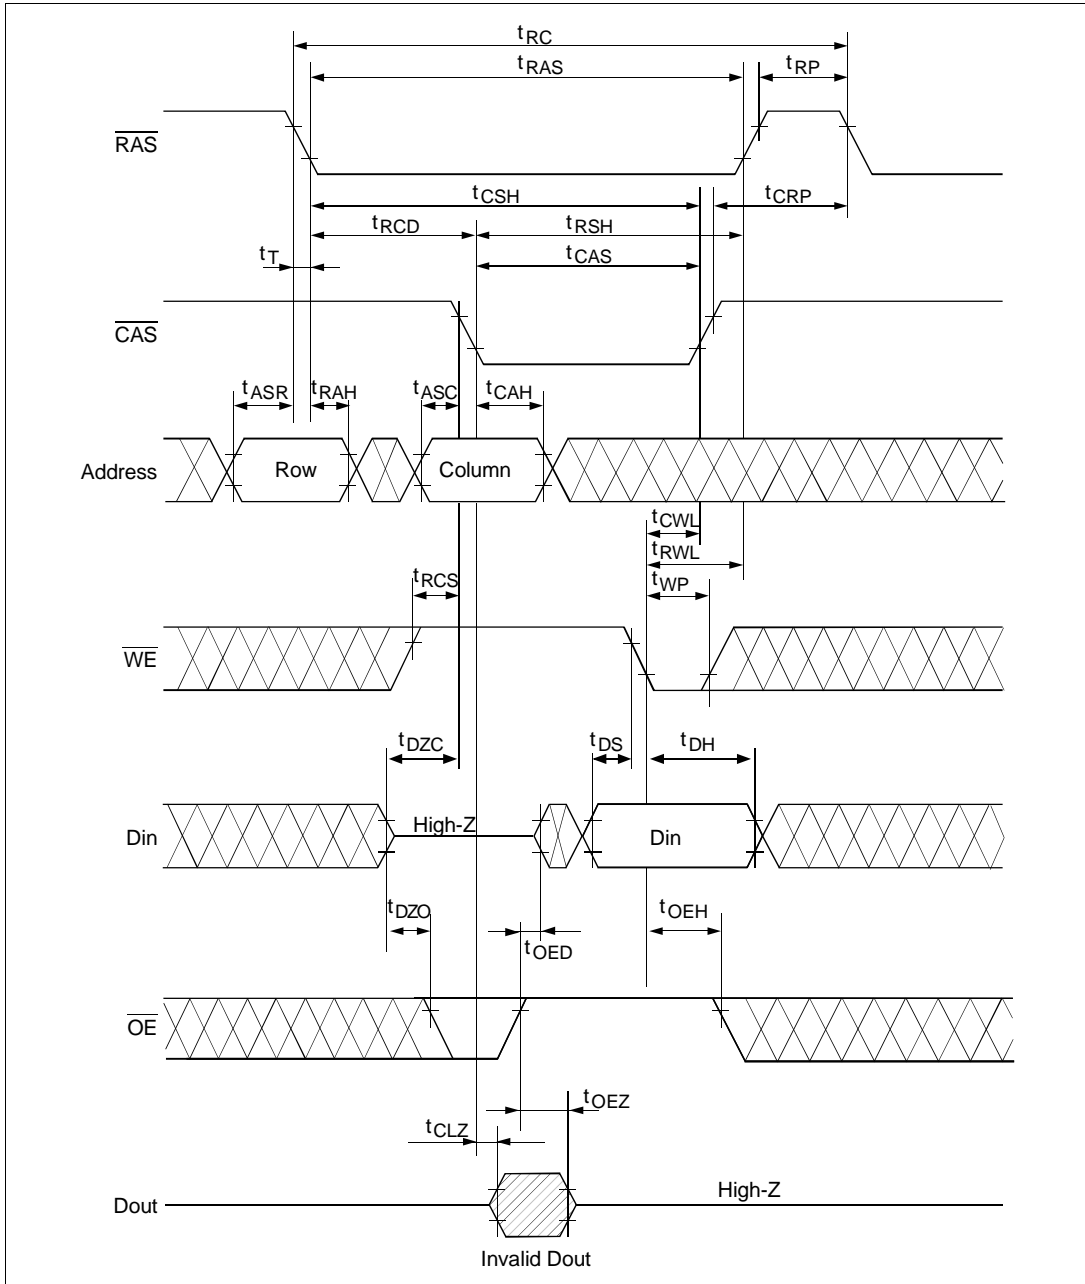 tRC
tRAS
tRP
RAS
tCSH
tCRP
tRCD
tRSH
tT
tCAS
CAS
tASR
tRAH
tASC
tCAH
Address
Row
Column
tCWL
tRWL
tRCS
tWP
WE
tDZC
tDS
tDH
Din
High-Z
Din
tDZO
tOED
tOEH
OE
tOEZ
tCLZ
Dout
High-Z
Invalid Dout